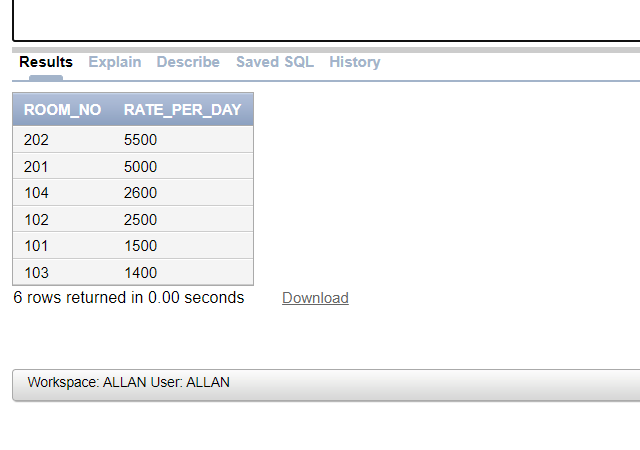 Results Explain Describe Saved SQL History
ROOM_NO RATE_PER_DAY
202 5500
201 5000
104 2600
102 2500
101 1500
103 1400
6 rows returned in 0.00 seconds Download
Workspace: ALLAN User: ALLAN